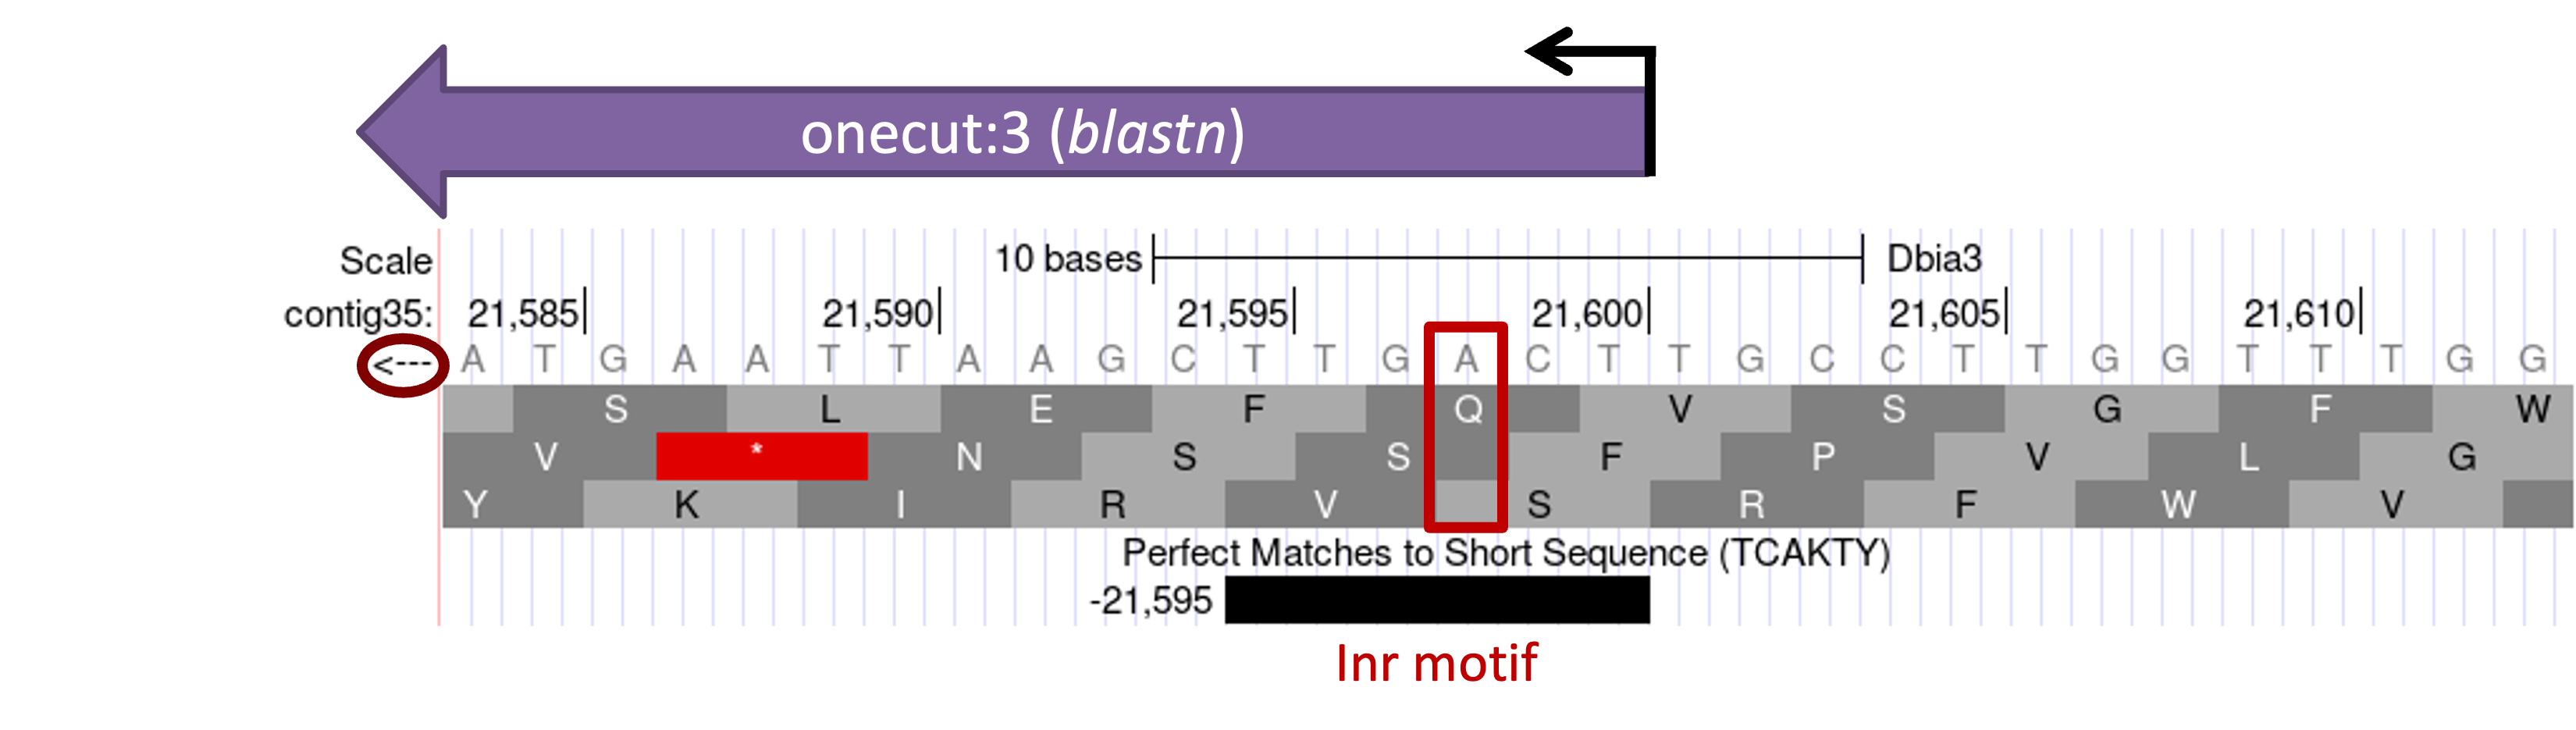 onecut:3 (blastn)
Scale 10 bases Dbia3
contig35: 21,585| 21,590| 21,595| 21,600| 21,605| 21,610|
<--- A T G A A T T A A G C T T G A C T T G C C T T G G T T T G G
S L E F Q V S G F W
V * N S S F P V L G
Y K I R V S R F W V
Perfect Matches to Short Sequence (TCAKTY)
-21,595
Inr motif